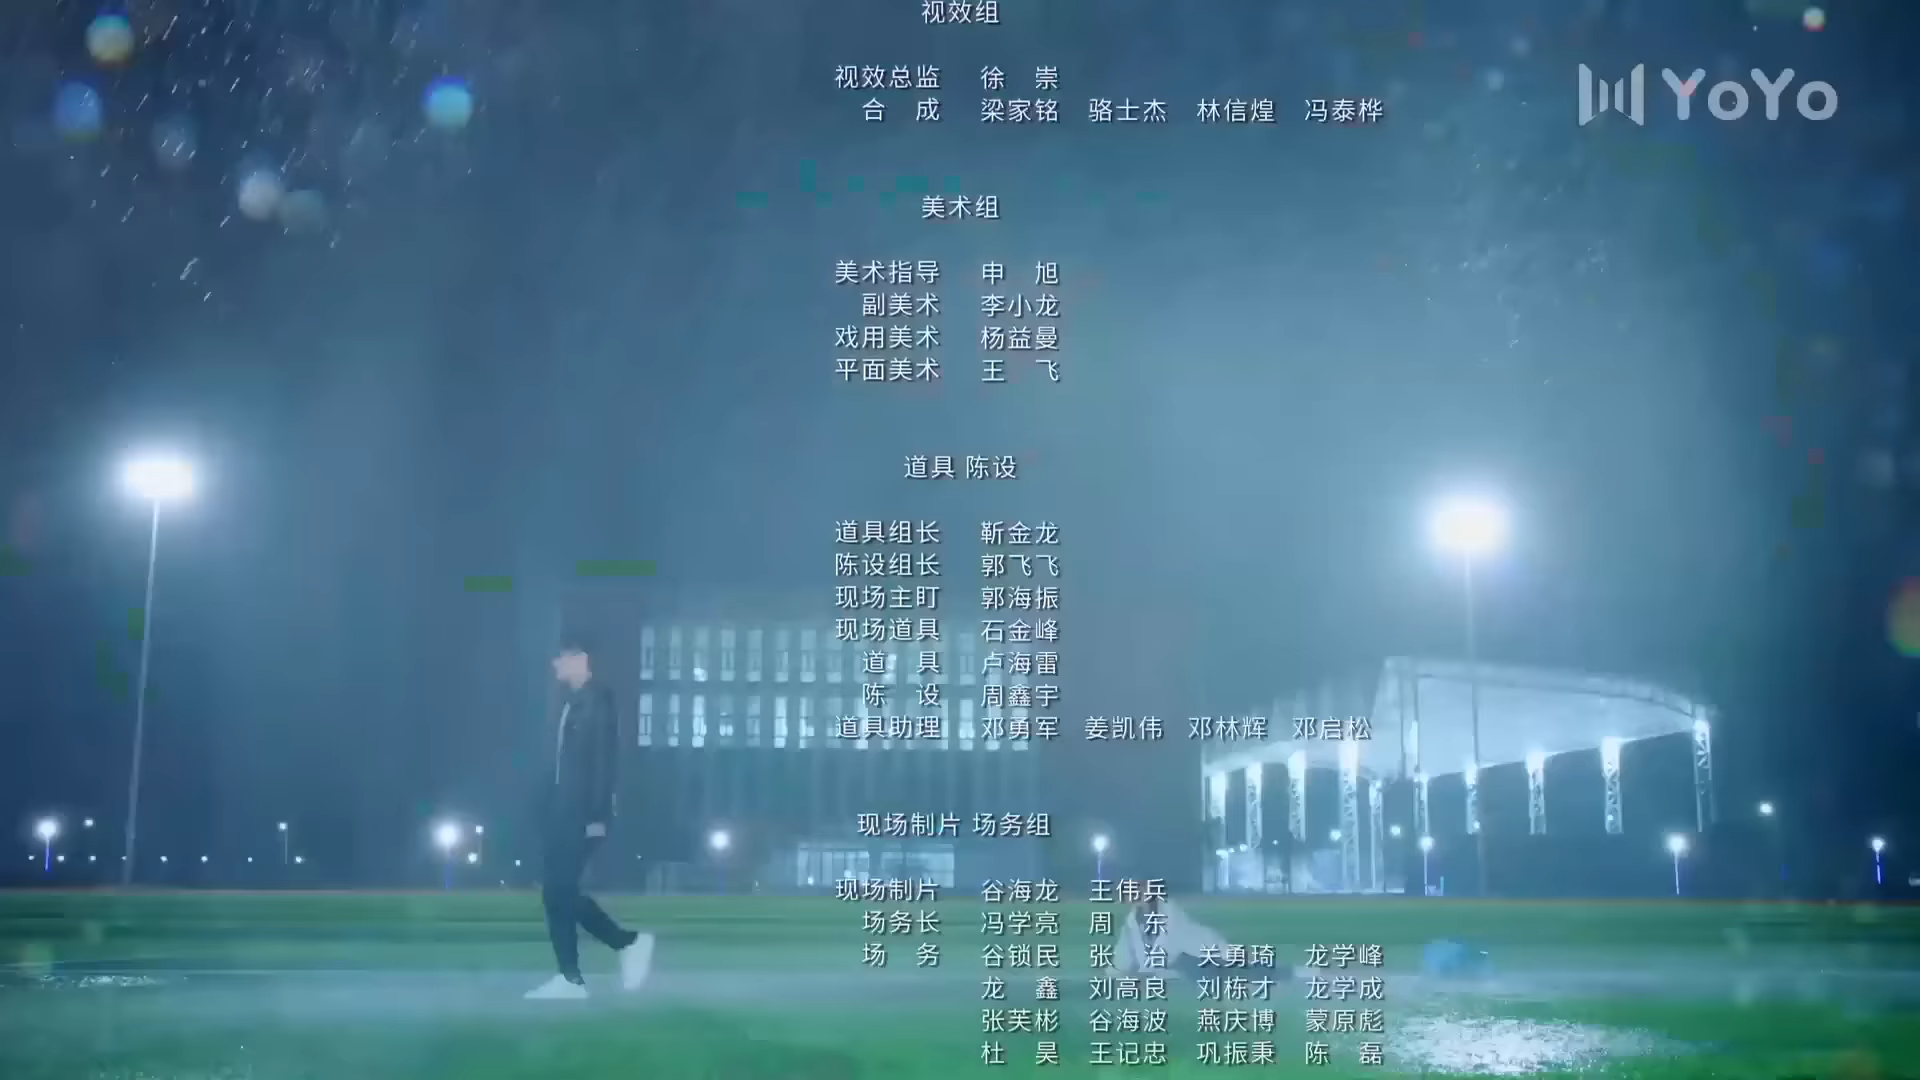 视效组
YoYo
视效总监 徐 崇
合 成 梁家铭 骆士杰 林信煌 冯泰桦
美术组
美术指导 申 旭
副美术 李小龙
戏用美术 杨益曼
平面美术 王 飞
道具 陈设
道具组长 靳金龙
陈设组长 郭飞飞
现场主盯 郭海振
现场道具 石金峰
道 具 卢海雷
陈 设 周鑫宇
道具助理 邓勇军 姜凯伟 邓林辉 邓启松
现场制片 场务组
现场制片 谷海龙 王伟兵
场务长 冯学亮 周 东
场 务 谷锁民 张 治 关勇琦 龙学峰
龙 鑫 刘高良 刘栋才 龙学成
张芙彬 谷海波 燕庆博 蒙原彪
杜 昊 王记忠 巩振秉 陈 磊